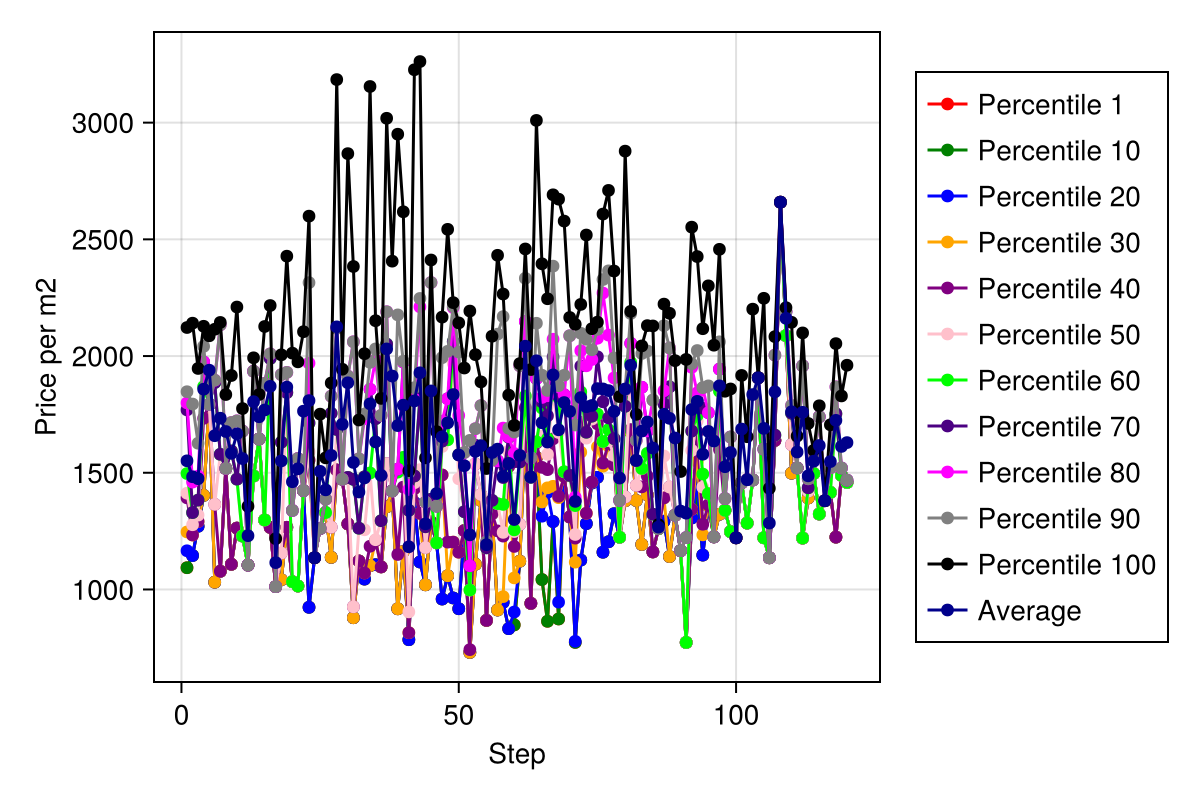 3000
2500
2000
1500
1000
Price per m2
0
50
100
Step
Percentile 1
Percentile 10
Percentile 20
Percentile 30
Percentile 40
Percentile 50
Percentile 60
Percentile 70
Percentile 80
Percentile 90
Percentile 100
Average